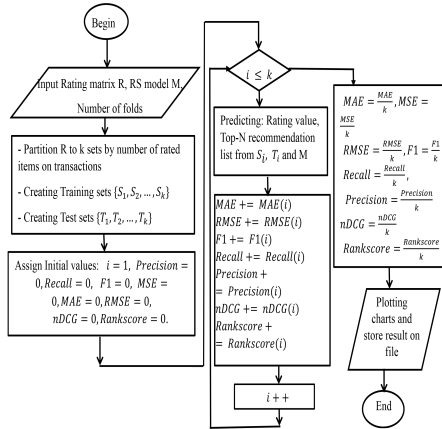 Begin
Input Rating matrix R, RS model M,
Number of folds
- Partition R to k sets by number of rated
items on transactions
- Creating Training sets {S₁, S₂, ..., Sₖ}
- Creating Test sets {T₁, T₂, ..., Tₖ}
Assign Initial values: i = 1, Precision =
0, Recall = 0, F1 = 0, MSE =
0, MAE = 0, RMSE = 0,
nDCG = 0, Rankscore = 0.
i ≤ k
Predicting: Rating value,
Top-N recommendation
list from Sᵢ, Tᵢ and M
MAE += MAE(i)
RMSE += RMSE(i)
F1 += F1(i)
Recall += Recall(i)
Precision +
= Precision(i)
nDCG += nDCG(i)
Rankscore +
= Rankscore(i)
i ++
MAE = MAE/k, MSE =
MSE/k
RMSE = RMSE/k, F1 = F1/k
Recall = Recall/k,
Precision = Precision/k
nDCG = nDCG/k
Rankscore = Rankscore/k
Plotting
charts and
store result on
file
End